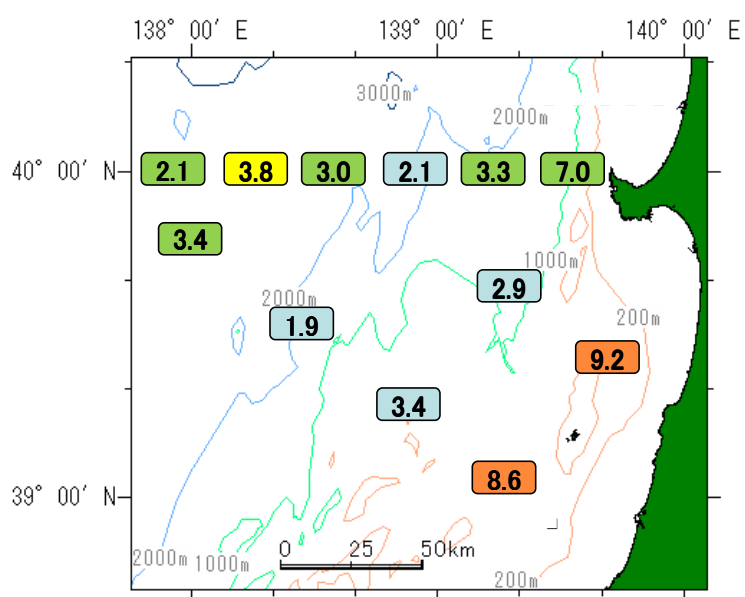 138° 00′ E 139° 00′ E 140° 00′ E
3000m
2000m
40° 00′ N
2.1 3.8 3.0 2.1 3.3 7.0
3.4
1000m
2.9
2000m
200m
1.9
9.2
3.4
8.6
39° 00′ N
0 25 50km
2000m 1000m
200m